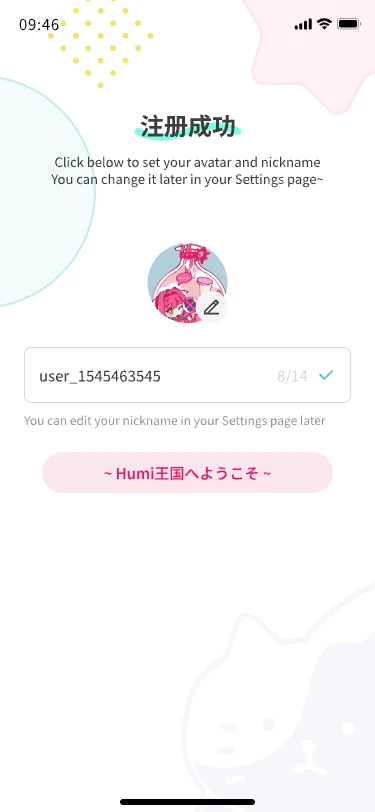 09:46
注册成功
Click below to set your avatar and nickname
You can change it later in your Settings page~
user_1545463545
8/14
You can edit your nickname in your Settings page later
~ Humi王国へようこそ ~